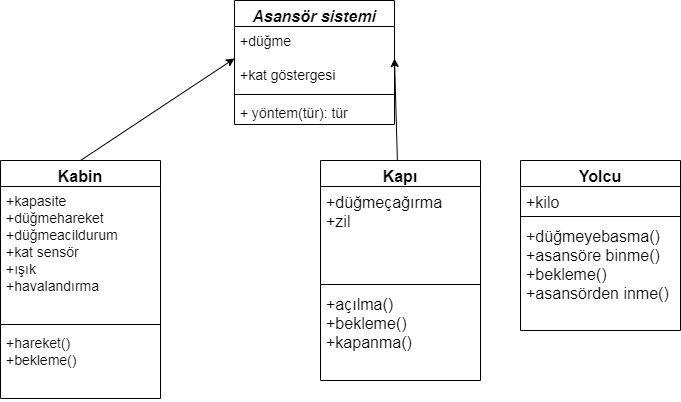 Asansör sistemi
+düğme
+kat göstergesi
+ yöntem(tür): tür
Kabin
+kapasite
+düğmehareket
+düğmeacildurum
+kat sensör
+ışık
+havalandırma
+hareket()
+bekleme()
Kapı
+düğmeçağırma
+zil
+açılma()
+bekleme()
+kapanma()
Yolcu
+kilo
+düğmeyebasma()
+asansöre binme()
+bekleme()
+asansörden inme()